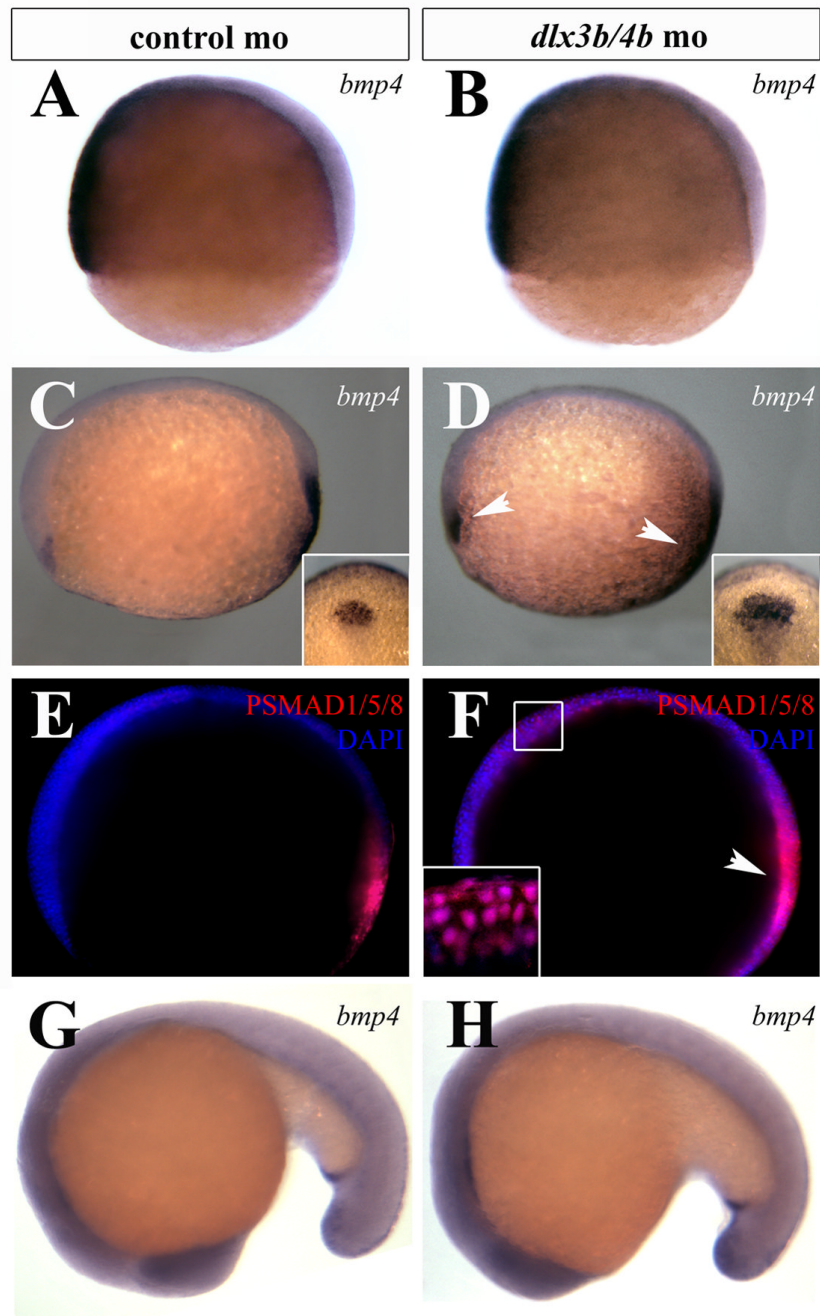 control mo
dlx3b/4b mo
A
bmp4
B
bmp4
C
bmp4
D
bmp4
E
PSMAD1/5/8
DAPI
F
PSMAD1/5/8
DAPI
G
bmp4
H
bmp4